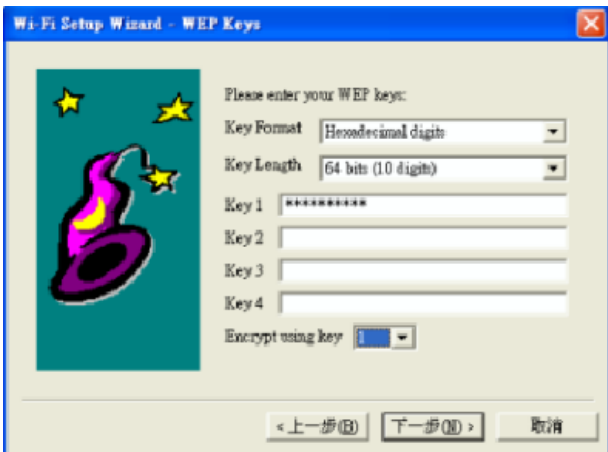 Wi-Fi Setup Wizard - WEP Keys
Please enter your WEP keys:
Key Format Hexadecimal digits
Key Length 64 bits (10 digits)
Key 1 **********
Key 2
Key 3
Key 4
Encrypt using key 1
<上一步(B) 下一步(N)> 取消